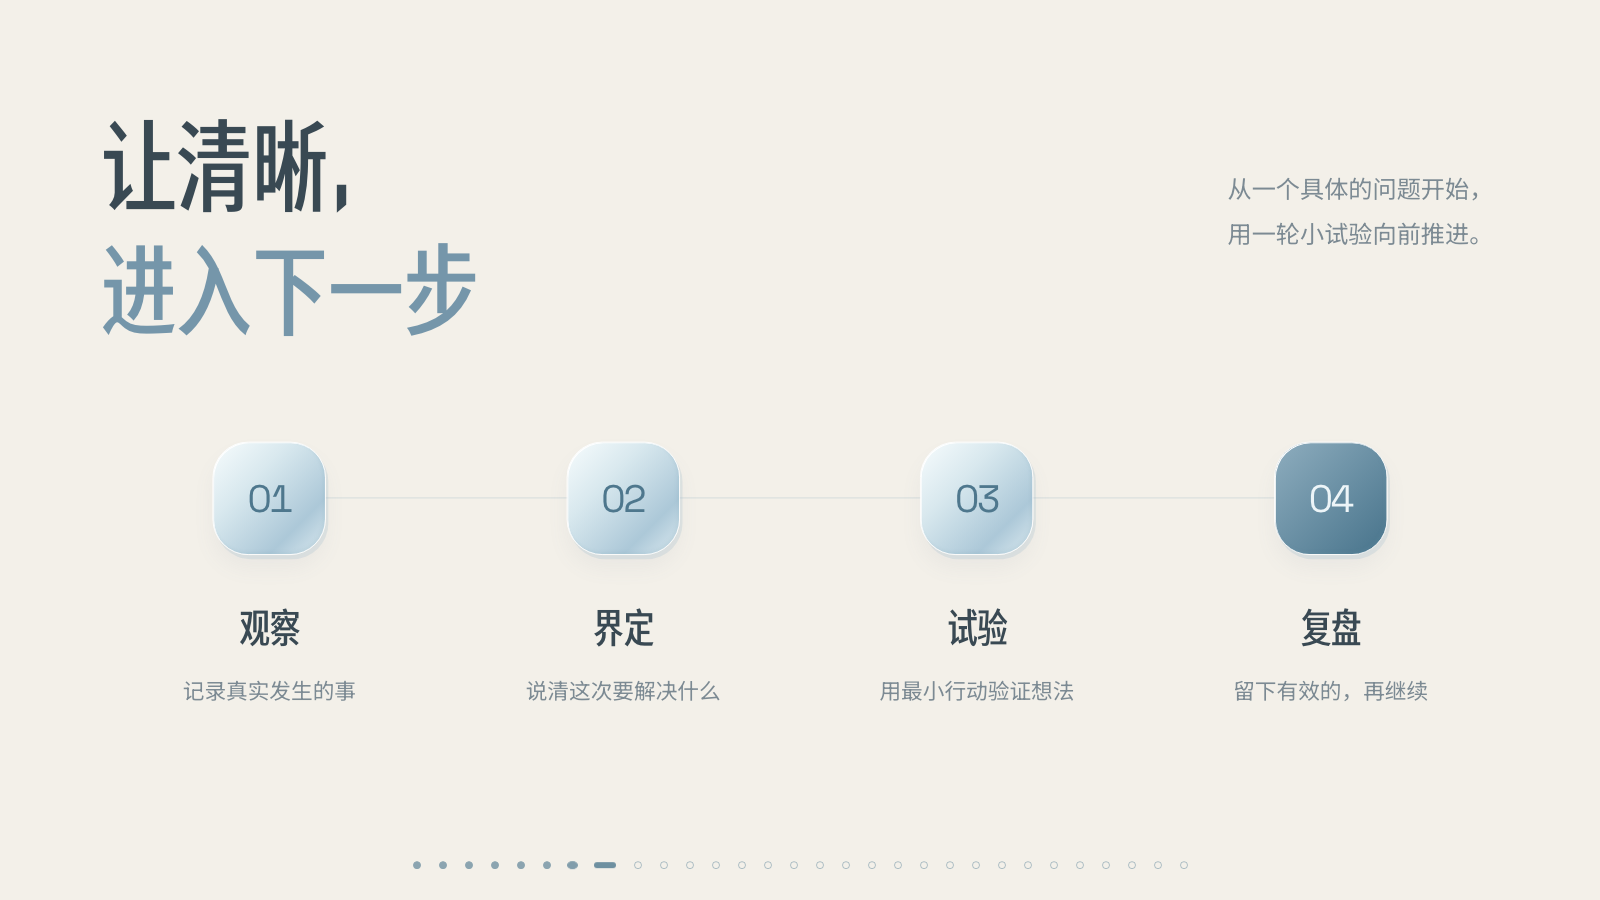 让清晰,
进入下一步
从一个具体的问题开始，
用一轮小试验向前推进。
01
02
03
04
观察
界定
试验
复盘
记录真实发生的事
说清这次要解决什么
用最小行动验证想法
留下有效的，再继续